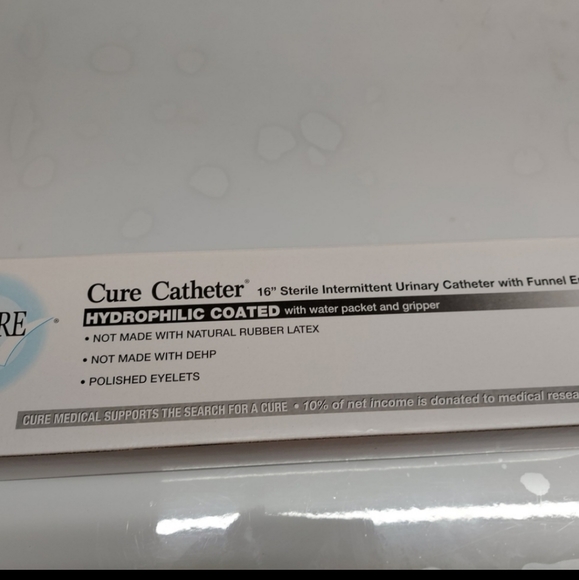 RE ®
Cure Catheter® 16" Sterile Intermittent Urinary Catheter with Funnel E
HYDROPHILIC COATED with water packet and gripper
• NOT MADE WITH NATURAL RUBBER LATEX
• NOT MADE WITH DEHP
• POLISHED EYELETS
CURE MEDICAL SUPPORTS THE SEARCH FOR A CURE • 10% of net income is donated to medical resea